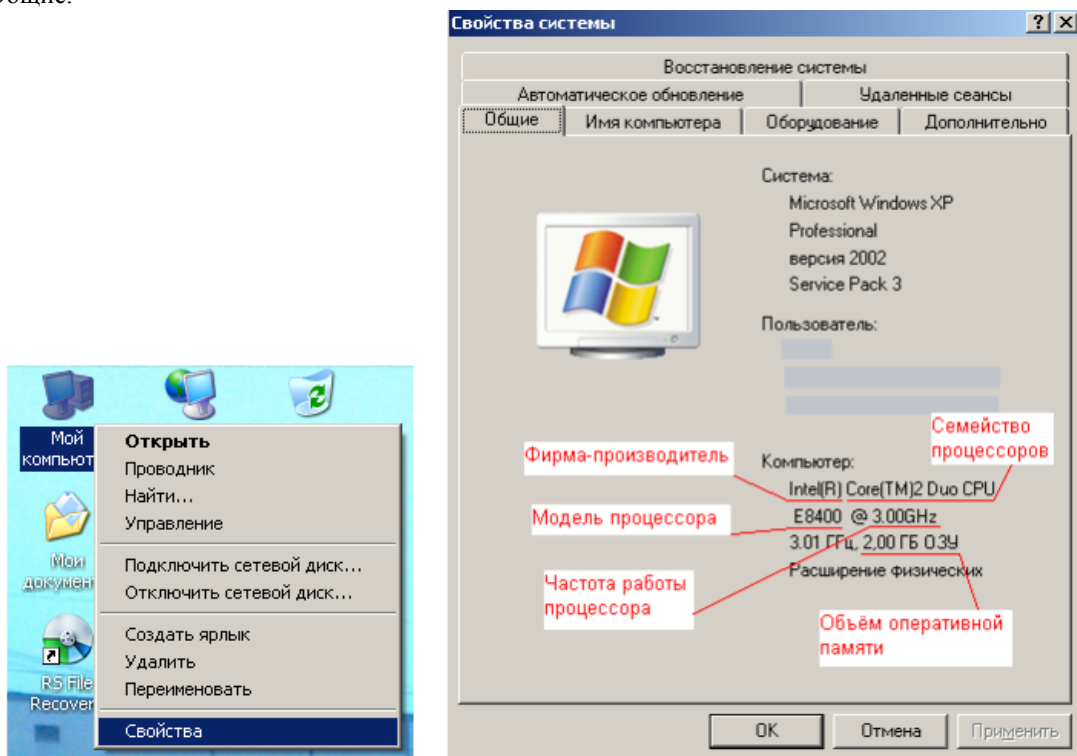 Общие.
Свойства системы
Восстановление системы
Автоматическое обновление
Удаленные сеансы
Общие
Имя компьютера
Оборудование
Дополнительно
Система:
Microsoft Windows XP
Professional
версия 2002
Service Pack 3
Пользователь:
Семейство
процессоров
Фирма-производитель
Компьютер:
Intel(R) Core(TM)2 Duo CPU
Модель процессора
E8400 @ 3.00GHz
3.01 ГГц, 2,00 ГБ ОЗУ
Расширение физических
Частота работы
процессора
Объём оперативной
памяти
OK
Отмена
Применить
Мой
компьют
Мои
докумен
RS File
Recover
Открыть
Проводник
Найти...
Управление
Подключить сетевой диск...
Отключить сетевой диск...
Создать ярлык
Удалить
Переименовать
Свойства